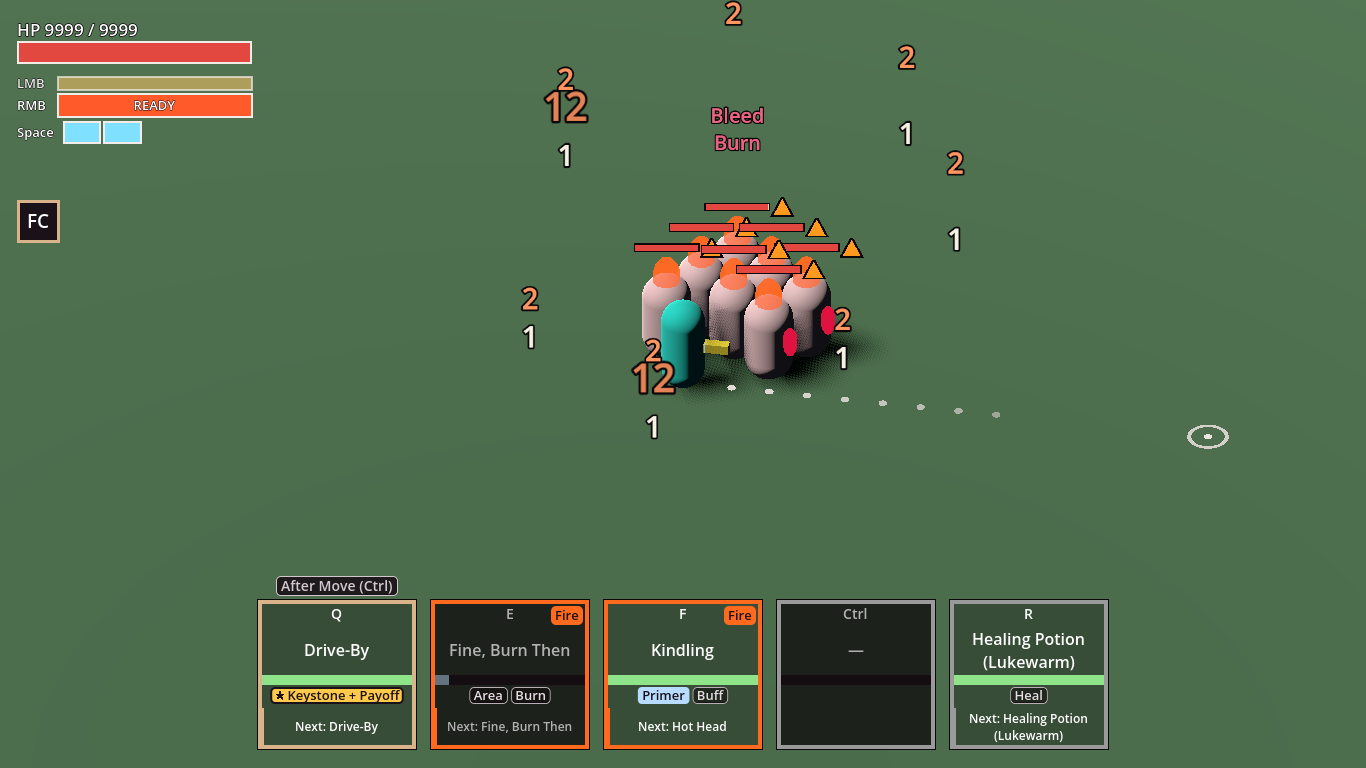 HP 9999 / 9999
LMB
RMB READY
Space
FC
2
2
2
12
1
Bleed
Burn
1
2
1
2
1
2
2
12
1
1
After Move (Ctrl)
Q
Drive-By
★ Keystone + Payoff
Next: Drive-By
E Fire
Fine, Burn Then
Area Burn
Next: Fine, Burn Then
F Fire
Kindling
Primer Buff
Next: Hot Head
Ctrl
—
R
Healing Potion
(Lukewarm)
Heal
Next: Healing Potion
(Lukewarm)